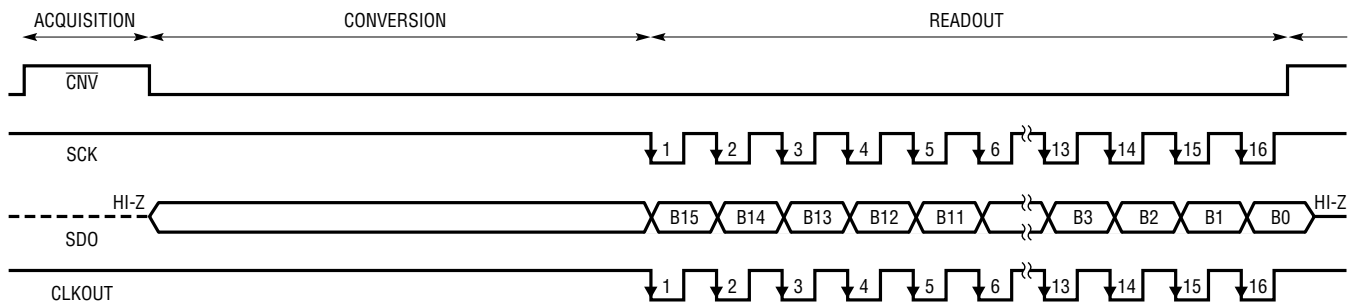 ACQUISITION CONVERSION READOUT
CNV
SCK 1 2 3 4 5 6 13 14 15 16
HI-Z B15 B14 B13 B12 B11 B3 B2 B1 B0 HI-Z
SDO
CLKOUT 1 2 3 4 5 6 13 14 15 16